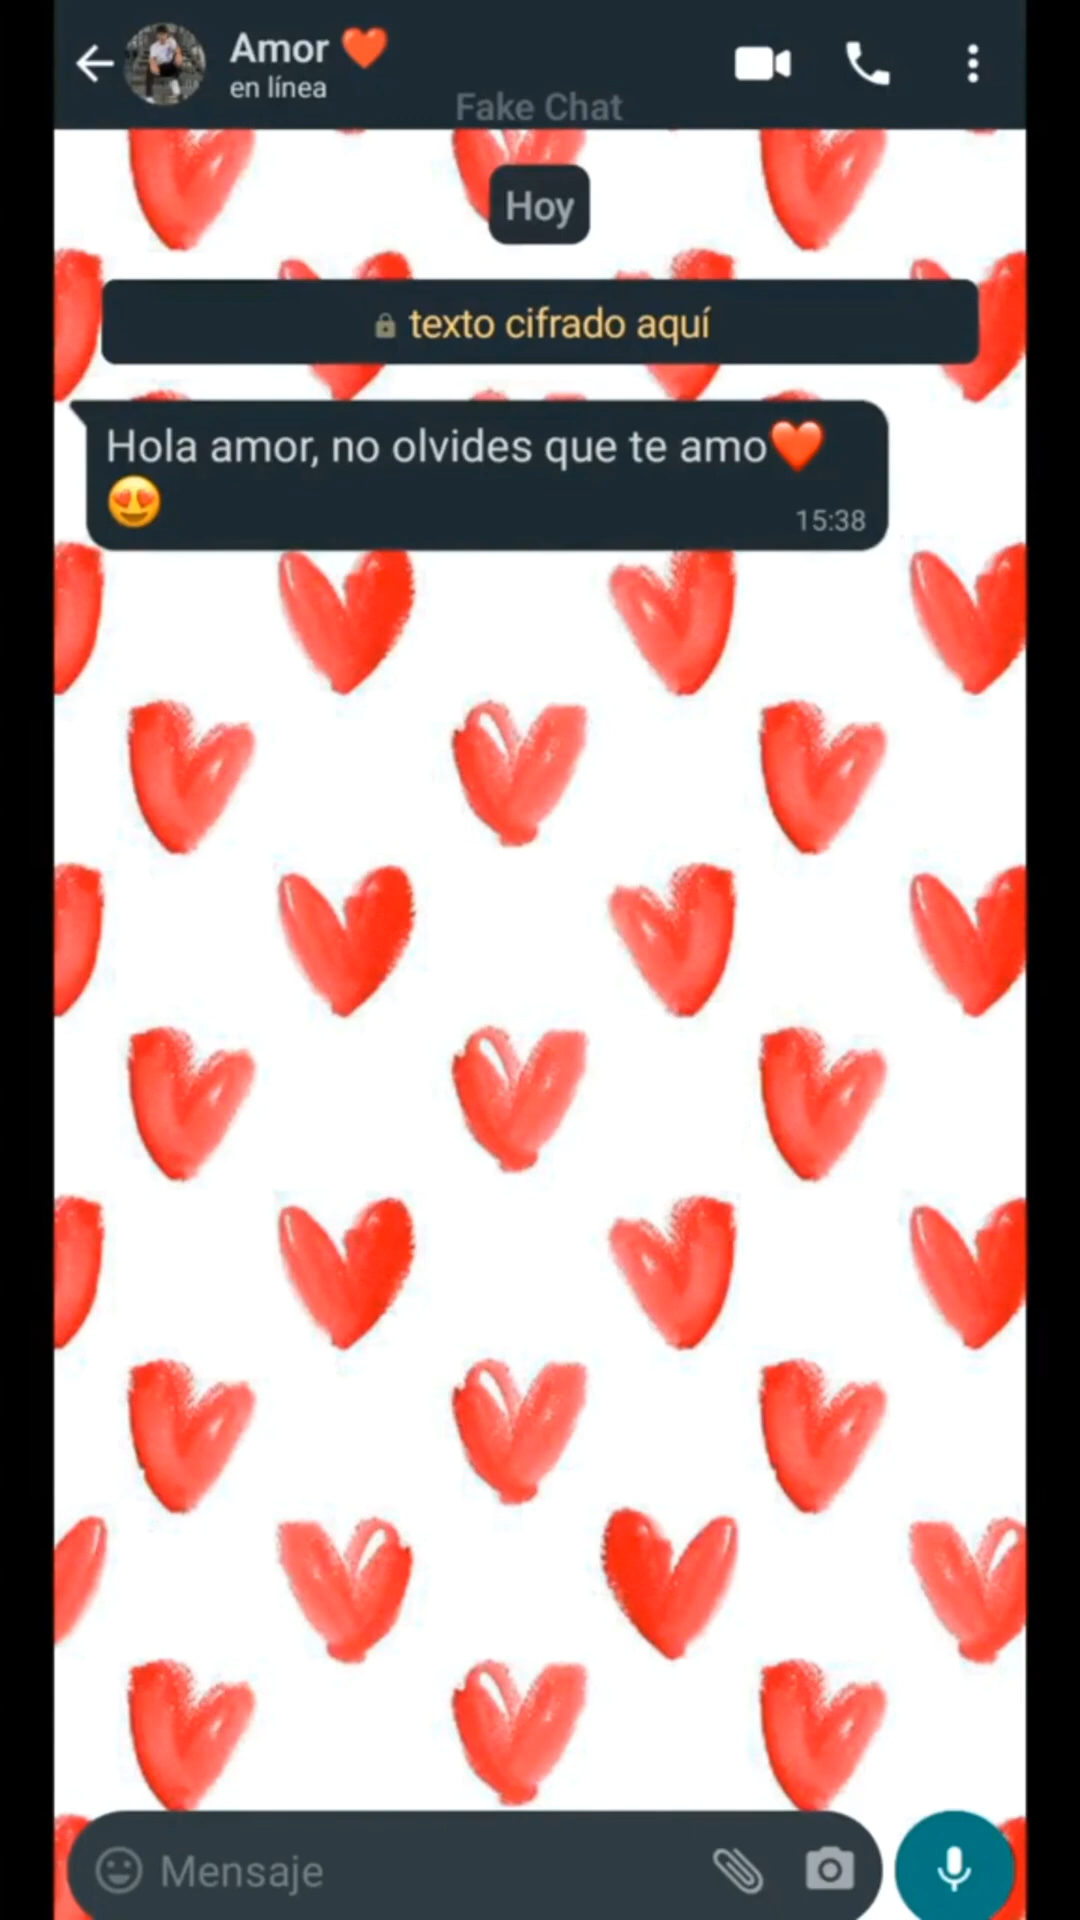 Amor ❤️
en línea
Fake Chat
Hoy
texto cifrado aquí
Hola amor, no olvides que te amo❤️
😍
15:38
Mensaje